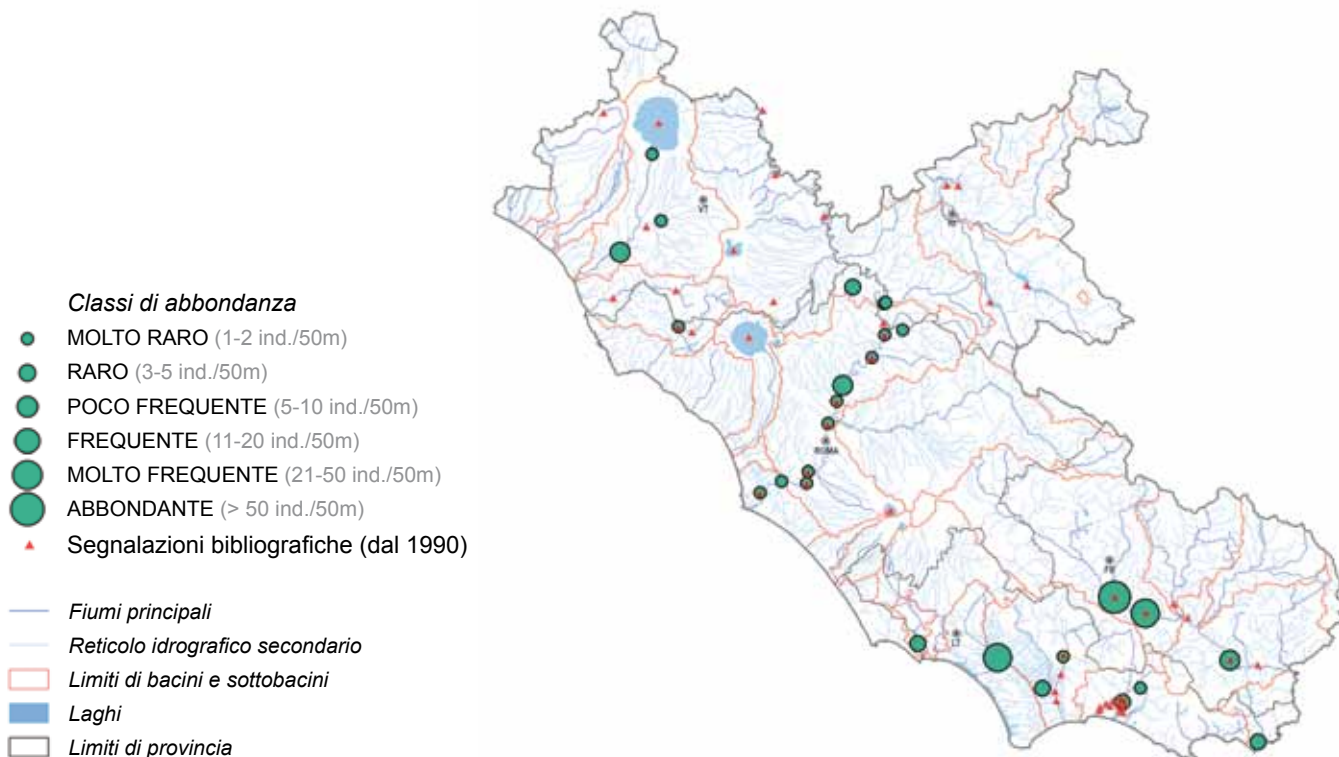 Classi di abbondanza
MOLTO RARO (1-2 ind./50m)
RARO (3-5 ind./50m)
POCO FREQUENTE (5-10 ind./50m)
FREQUENTE (11-20 ind./50m)
MOLTO FREQUENTE (21-50 ind./50m)
ABBONDANTE (> 50 ind./50m)
Segnalazioni bibliografiche (dal 1990)
Fiumi principali
Reticolo idrografico secondario
Limiti di bacini e sottobacini
Laghi
Limiti di provincia
VT
ROMA
FR
LT